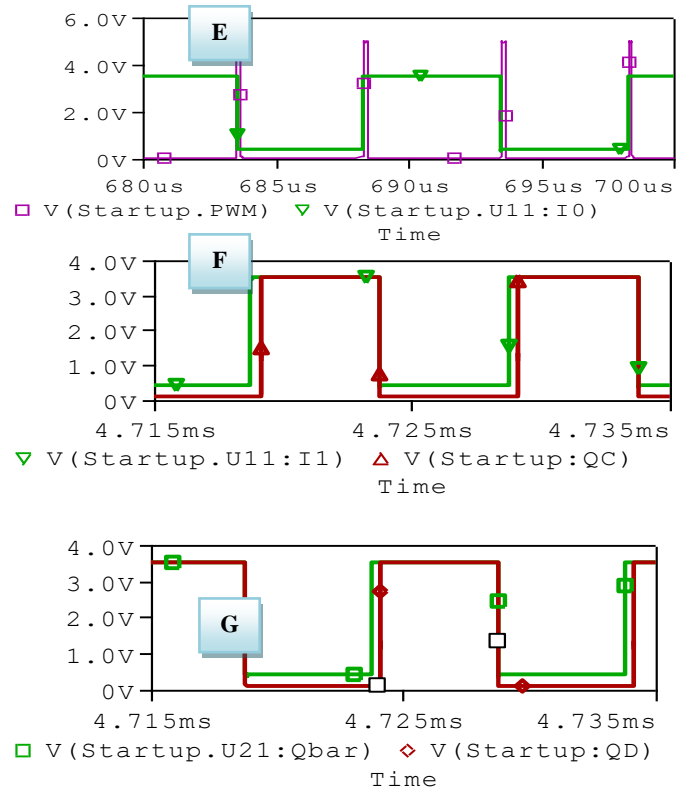 6.0V
E
4.0V
2.0V
0V
680us 685us 690us 695us 700us
V(Startup.PWM) V(Startup.U11:I0)
Time
4.0V
F
3.0V
2.0V
1.0V
0V
4.715ms 4.725ms 4.735ms
V(Startup.U11:I1) V(Startup:QC)
Time
4.0V
3.0V
2.0V
G
1.0V
0V
4.715ms 4.725ms 4.735ms
V(Startup.U21:Qbar) V(Startup:QD)
Time